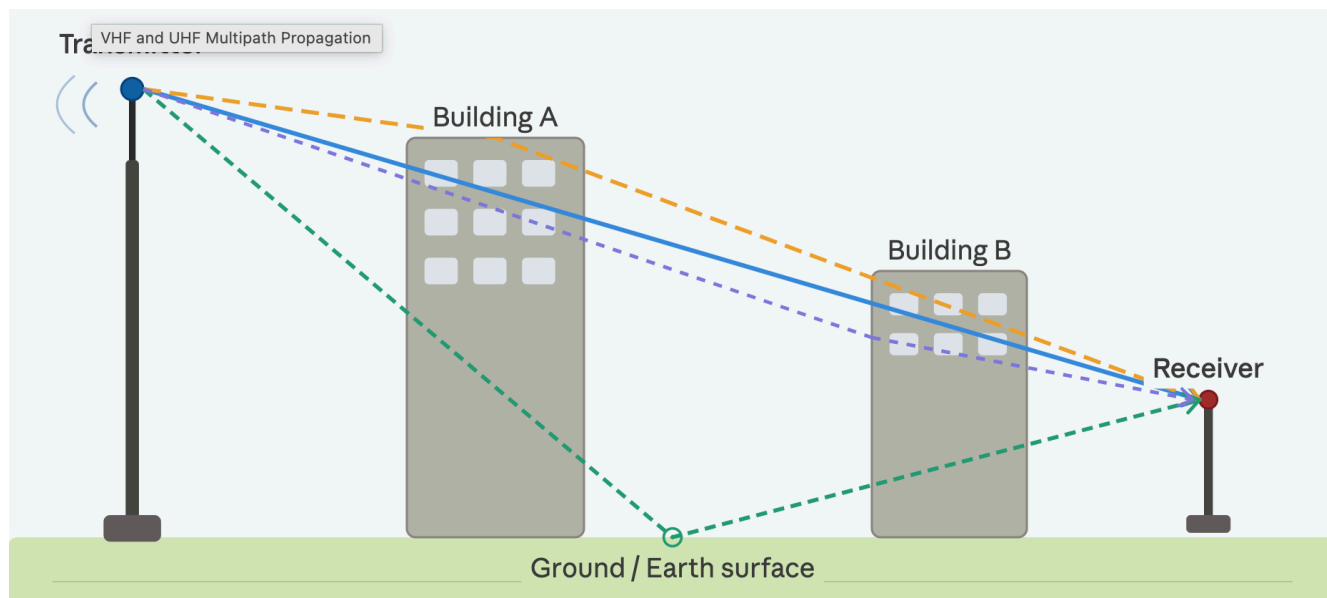 VHF and UHF Multipath Propagation
Building A
Building B
Receiver
Ground / Earth surface